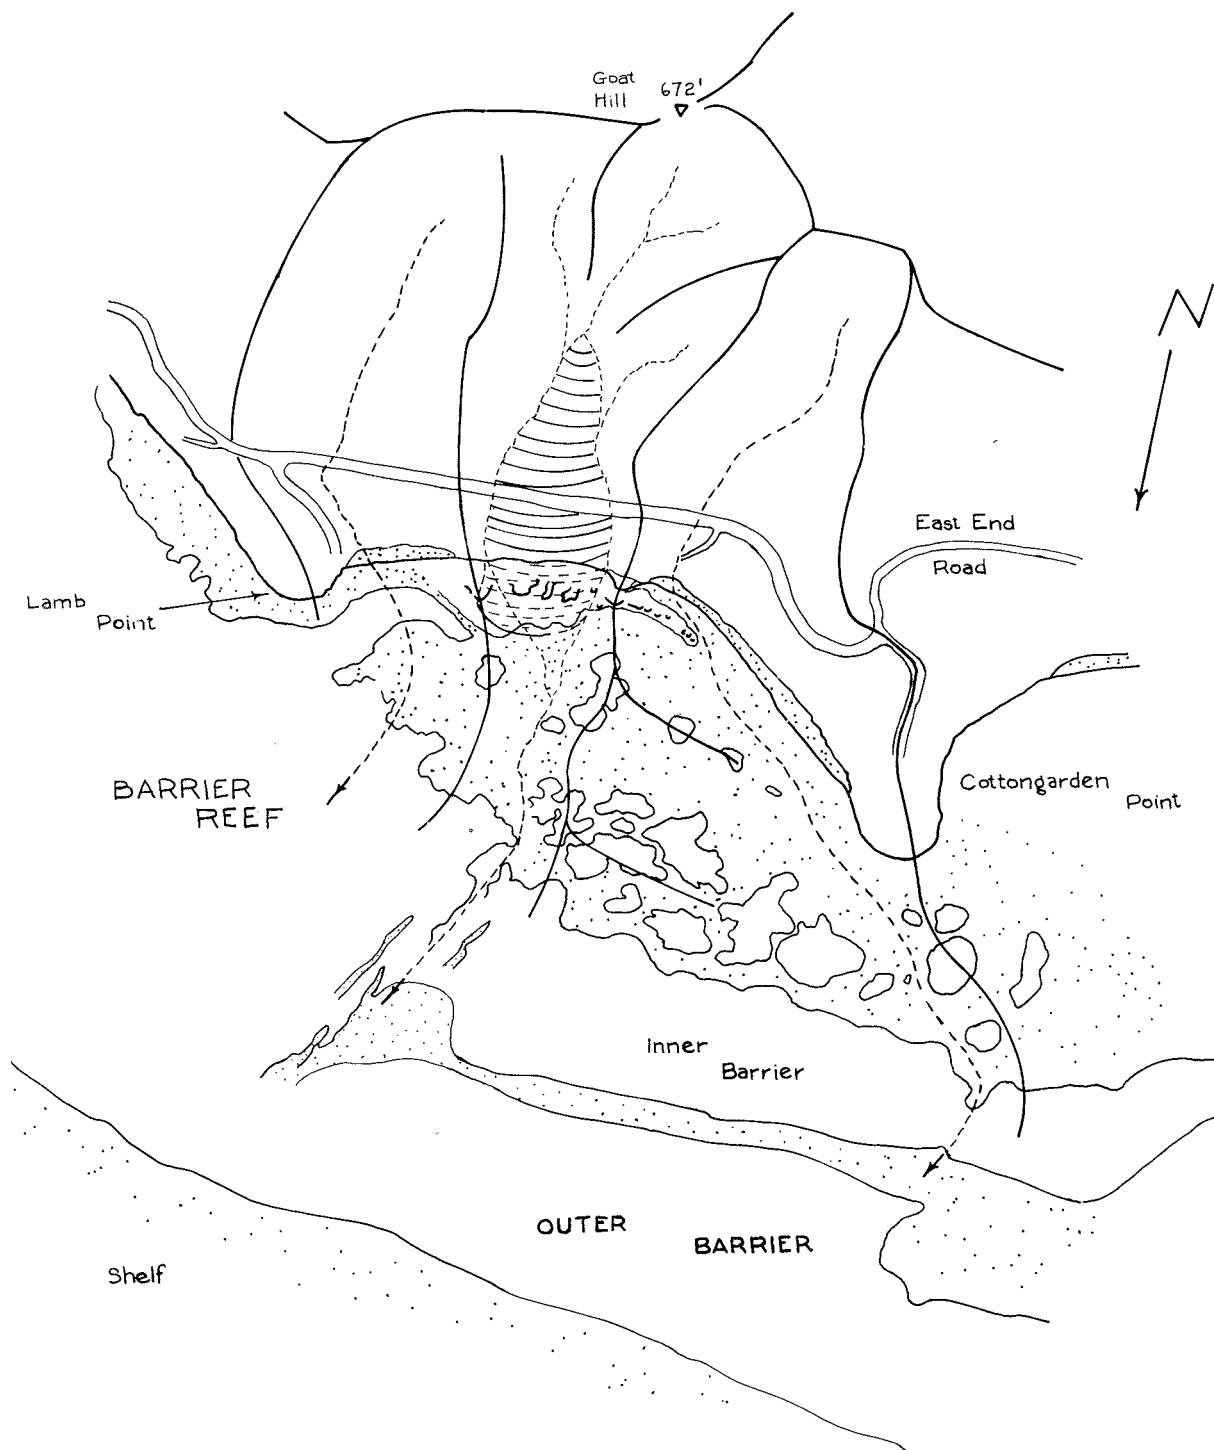 Goat
Hill
672'
N
East End
Road
Lamb
Point
BARRIER
REEF
Cottongarden
Point
Inner
Barrier
OUTER
BARRIER
Shelf